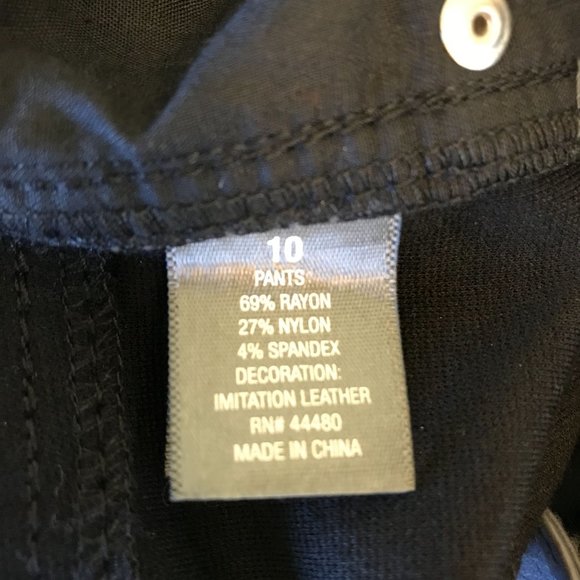 10
PANTS
69% RAYON
27% NYLON
4% SPANDEX
DECORATION:
IMITATION LEATHER
RN# 44480
MADE IN CHINA